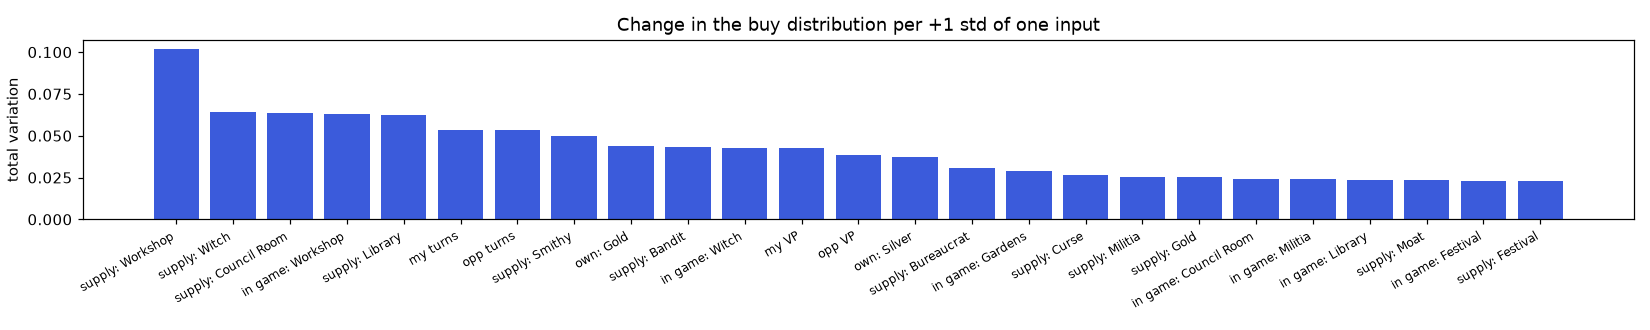 Change in the buy distribution per +1 std of one input
total variation
0.100
0.075
0.050
0.025
0.000
supply: Workshop
supply: Witch
supply: Council Room
in game: Workshop
supply: Library
my turns
opp turns
supply: Smithy
own: Gold
supply: Bandit
in game: Witch
my VP
opp VP
own: Silver
supply: Bureaucrat
in game: Gardens
supply: Curse
supply: Militia
supply: Gold
in game: Council Room
in game: Militia
in game: Library
supply: Moat
in game: Festival
supply: Festival